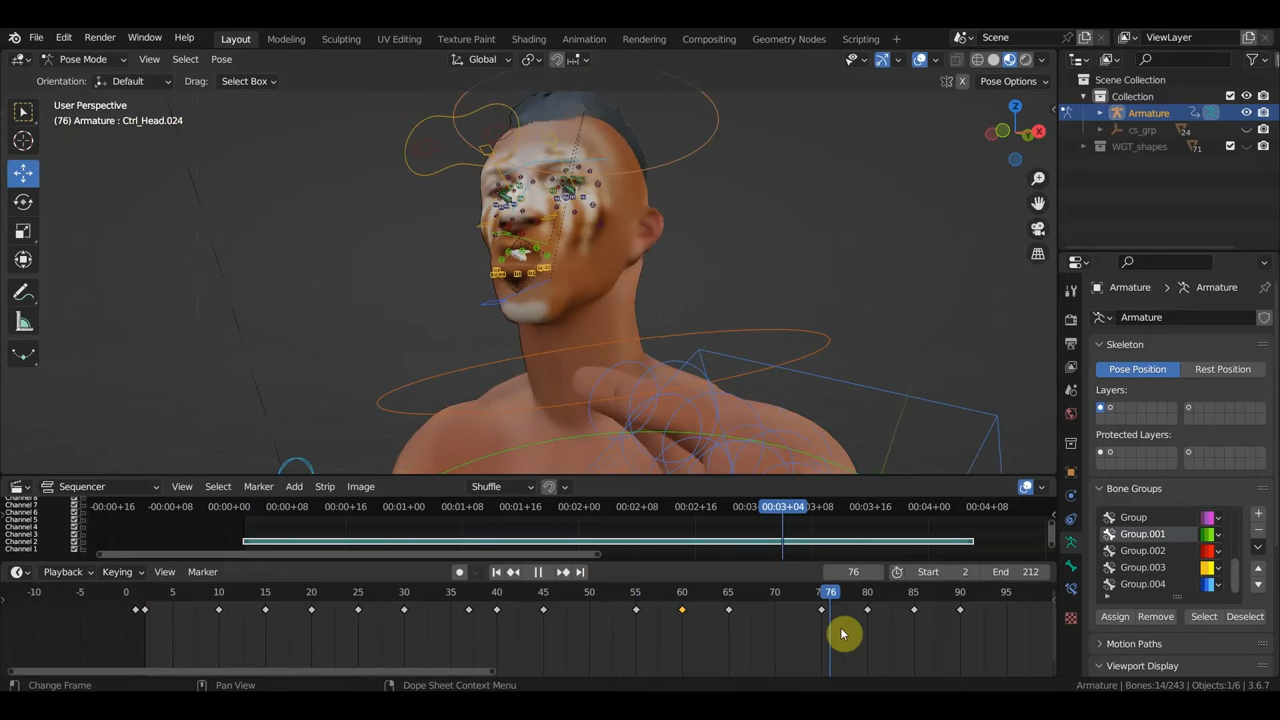 File Edit Render Window Help Layout Modeling Sculpting UV Editing Texture Paint Shading Animation Rendering Compositing Geometry Nodes Scripting + Scene ViewLayer
Pose Mode View Select Pose Global
Orientation: Default Drag: Select Box X Pose Options
User Perspective
(76) Armature : Ctrl_Head.024
Z
X
Y
Scene Collection
Collection
Armature
cs_grp 24
WGT_shapes 71
Armature > Armature
Armature
Skeleton
Pose Position Rest Position
Layers:
Protected Layers:
Bone Groups
Group
Group.001
Group.002
Group.003
Group.004
Assign Remove Select Deselect
Motion Paths
Viewport Display
Sequencer View Select Marker Add Strip Image Shuffle
Channel 7
Channel 6
Channel 5
Channel 4
Channel 3
Channel 2
Channel 1
-00:00+16 -00:00+08 00:00+00 00:00+08 00:00+16 00:01+00 00:01+08 00:01+16 00:02+00 00:02+08 00:02+16 00:03+04 00:03+16 00:04+00 00:04+08
Playback Keying View Marker 76 Start 2 End 212
-10 -5 0 5 10 15 20 25 30 35 40 45 50 55 60 65 70 76 80 85 90 95
Change Frame Pan View Dope Sheet Context Menu Armature | Bones:14/243 | Objects:1/6 | 3.6.7